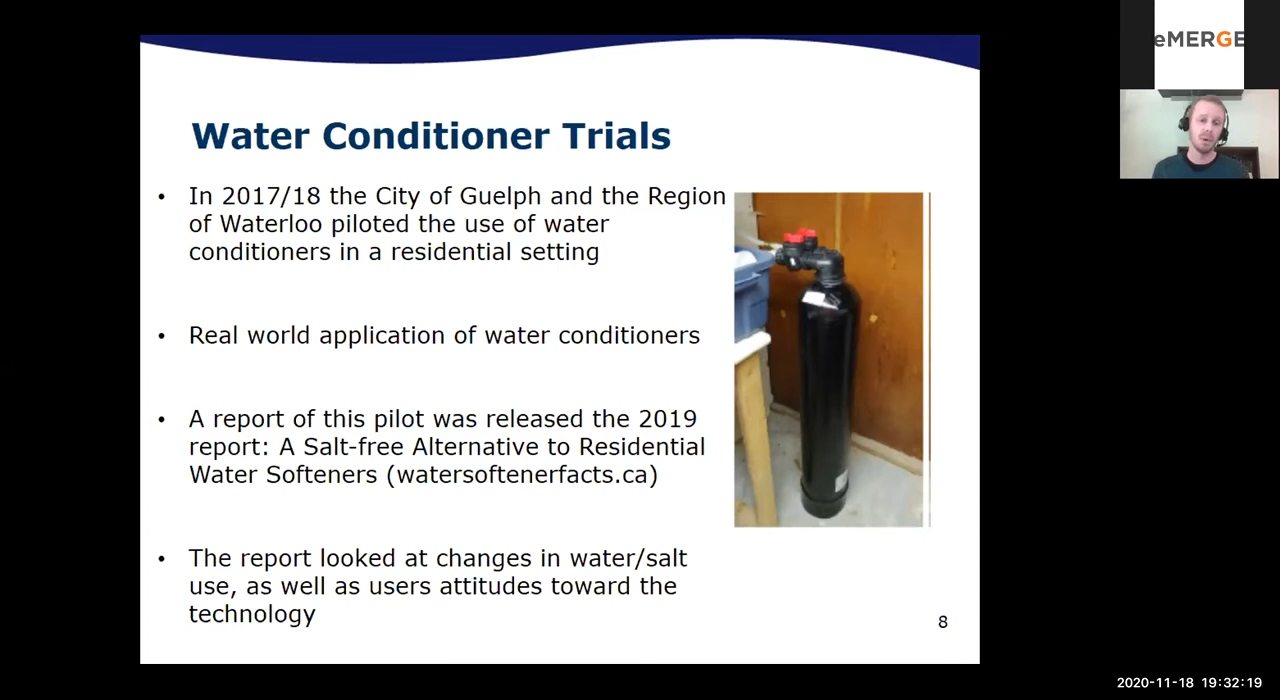 eMERGE
Water Conditioner Trials
• In 2017/18 the City of Guelph and the Region
of Waterloo piloted the use of water
conditioners in a residential setting
• Real world application of water conditioners
• A report of this pilot was released the 2019
report: A Salt-free Alternative to Residential
Water Softeners (watersoftenerfacts.ca)
• The report looked at changes in water/salt
use, as well as users attitudes toward the
technology
8
2020-11-18 19:32:19